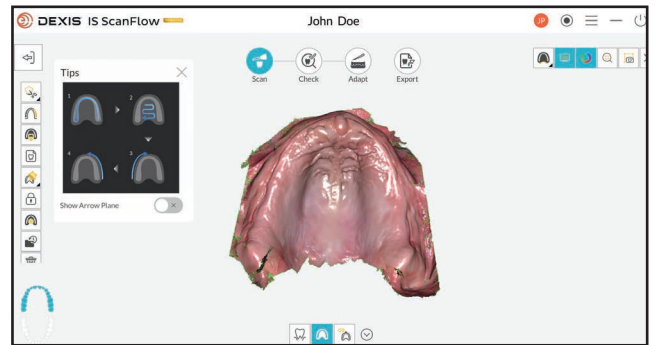 DEXIS IS ScanFlow
John Doe
JP
Tips
1
2
4
3
Show Arrow Plane
Scan
Check
Adapt
Export